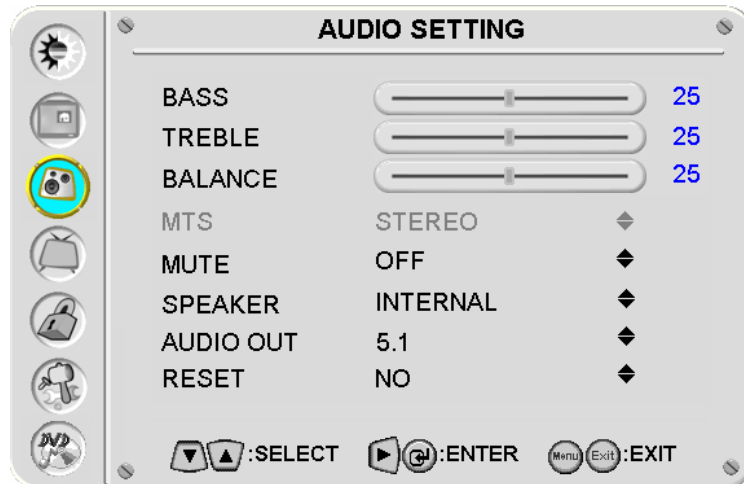 AUDIO SETTING
BASS 25
TREBLE 25
BALANCE 25
MTS STEREO
MUTE OFF
SPEAKER INTERNAL
AUDIO OUT 5.1
RESET NO
DVD
:SELECT :ENTER Menu Exit :EXIT